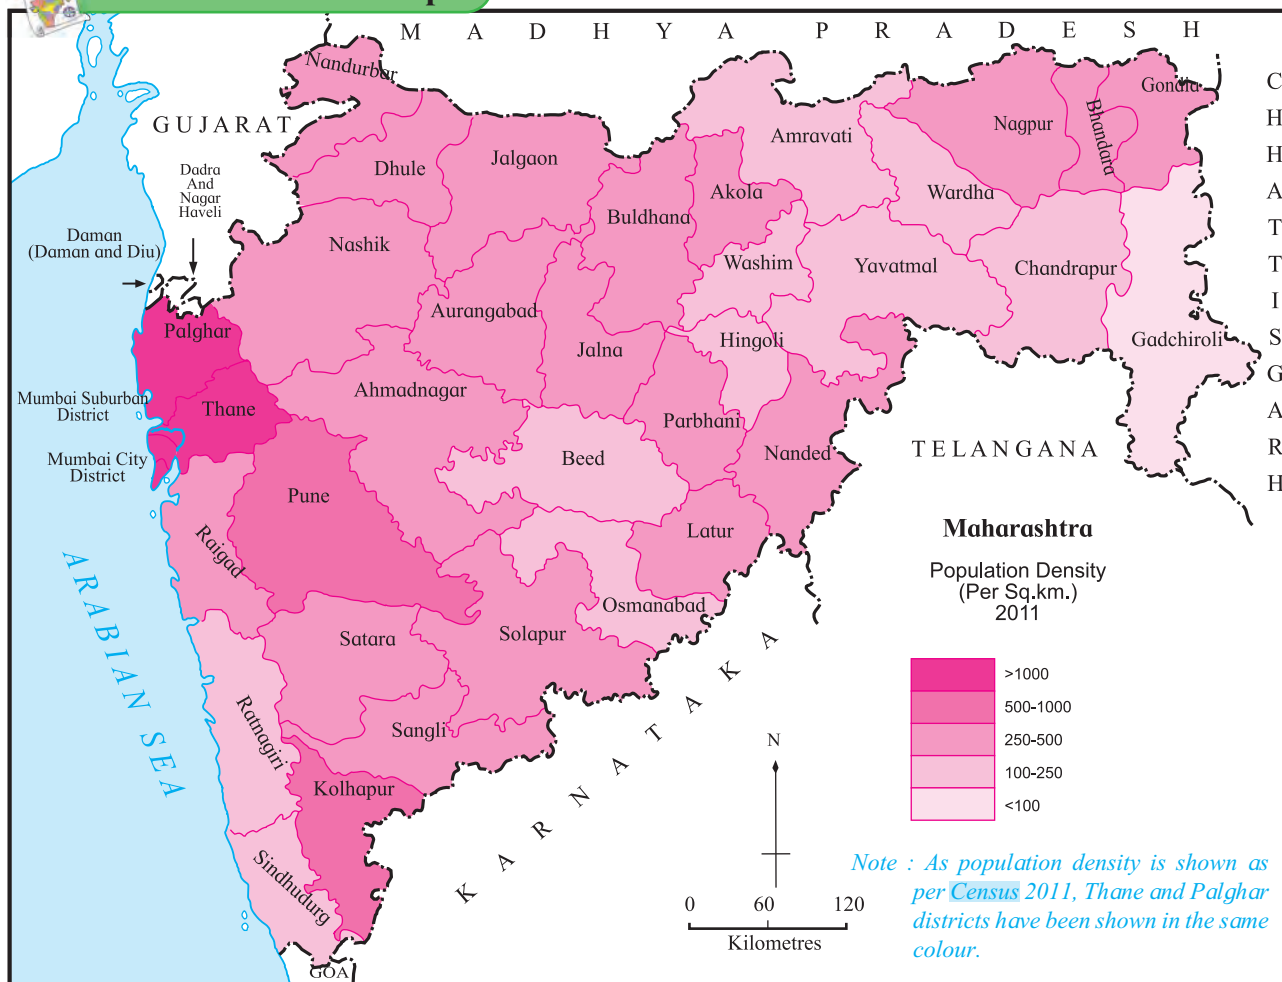 M A D H Y A P R A D E S H
C H H A T T I S G A R H
Nandurbar
GUJARAT
Dadra
And
Nagar
Haveli
Daman
(Daman and Diu)
Dhule
Jalgaon
Buldhana
Akola
Amravati
Wardha
Nagpur
Bhandara
Gondia
Nashik
Aurangabad
Jalna
Washim
Hingoli
Yavatmal
Chandrapur
Gadchiroli
Palghar
Thane
Mumbai Suburban
District
Mumbai City
District
Ahmadnagar
Beed
Parbhani
Nanded
TELANGANA
Pune
Raigad
Latur
Osmanabad
Solapur
Satara
Sangli
Ratnagiri
Kolhapur
Sindhudurg
GOA
ARABIAN SEA
K A R N A T A K A
Maharashtra
Population Density
(Per Sq.km.)
2011
>1000
500-1000
250-500
100-250
<100
N
0 60 120
Kilometres
Note : As population density is shown as
per Census 2011, Thane and Palghar
districts have been shown in the same
colour.